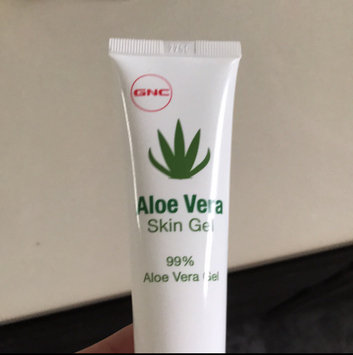 GNC
Aloe Vera
Skin Gel
99%
Aloe Vera Gel